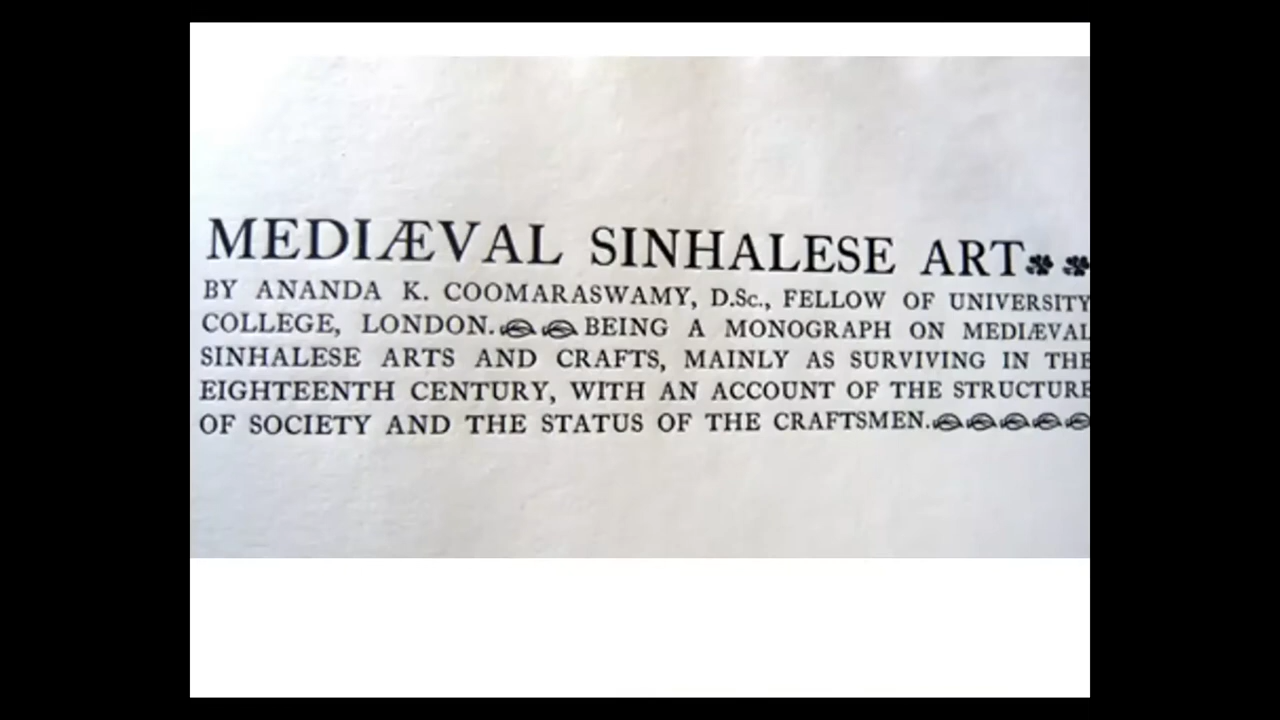 MEDIÆVAL SINHALESE ART
BY ANANDA K. COOMARASWAMY, D.Sc., FELLOW OF UNIVERSITY
COLLEGE, LONDON. BEING A MONOGRAPH ON MEDIÆVAL
SINHALESE ARTS AND CRAFTS, MAINLY AS SURVIVING IN THE
EIGHTEENTH CENTURY, WITH AN ACCOUNT OF THE STRUCTURE
OF SOCIETY AND THE STATUS OF THE CRAFTSMEN.